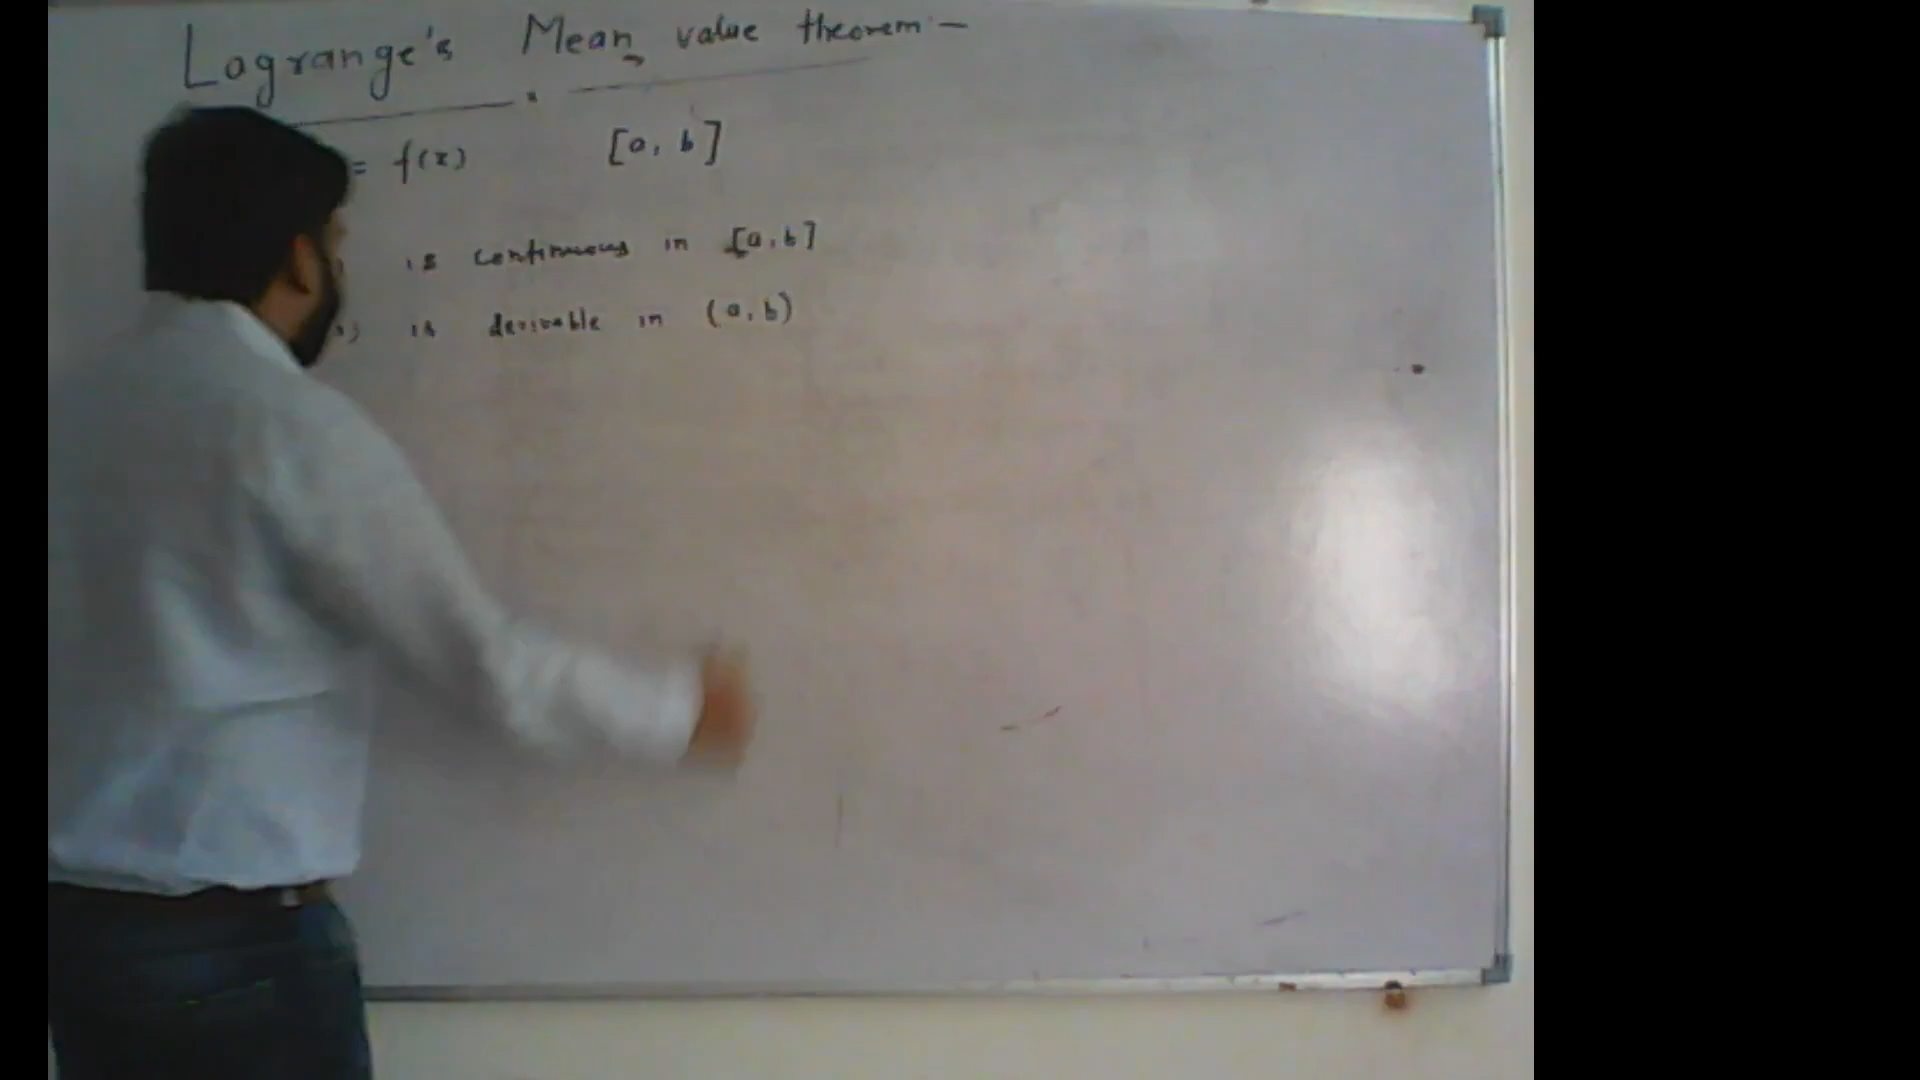 Lagrange's Mean value theorem :-
= f(x) [a, b]
) is continuous in [a, b]
) is derivable in (a, b)